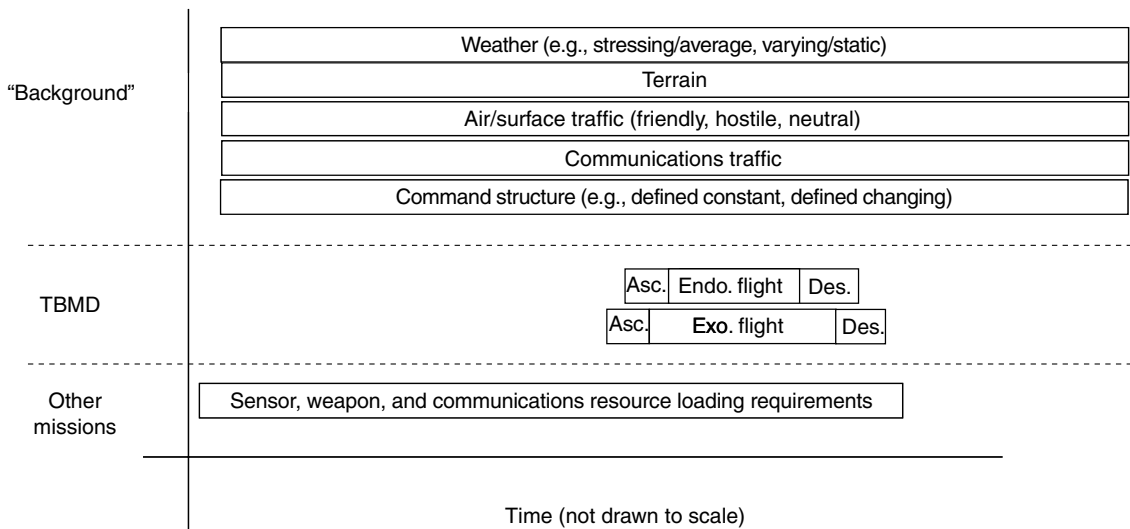 Weather (e.g., stressing/average, varying/static)
“Background”
Terrain
Air/surface traffic (friendly, hostile, neutral)
Communications traffic
Command structure (e.g., defined constant, defined changing)
TBMD
Asc. Endo. flight Des.
Asc. Exo. flight Des.
Other
missions
Sensor, weapon, and communications resource loading requirements
Time (not drawn to scale)